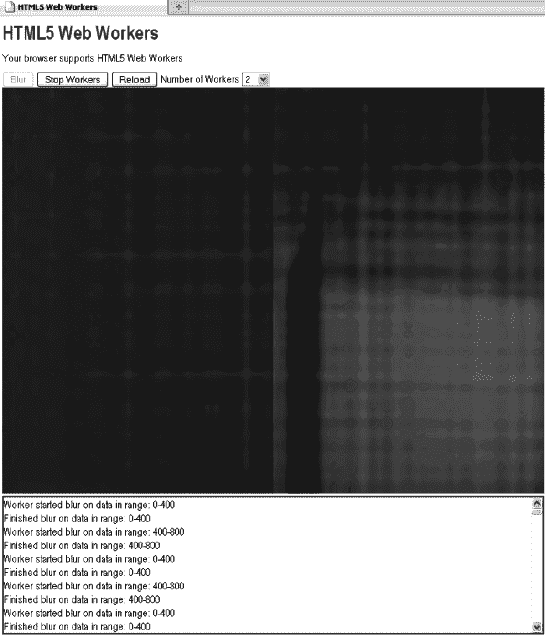 HTML5 Web Workers
HTML5 Web Workers
Your browser supports HTML5 Web Workers
Blur Stop Workers Reload Number of Workers 2
Worker started blur on data in range: 0-400
Finished blur on data in range: 0-400
Worker started blur on data in range: 400-800
Finished blur on data in range: 400-800
Worker started blur on data in range: 0-400
Finished blur on data in range: 0-400
Worker started blur on data in range: 400-800
Finished blur on data in range: 400-800
Worker started blur on data in range: 0-400
Finished blur on data in range: 0-400